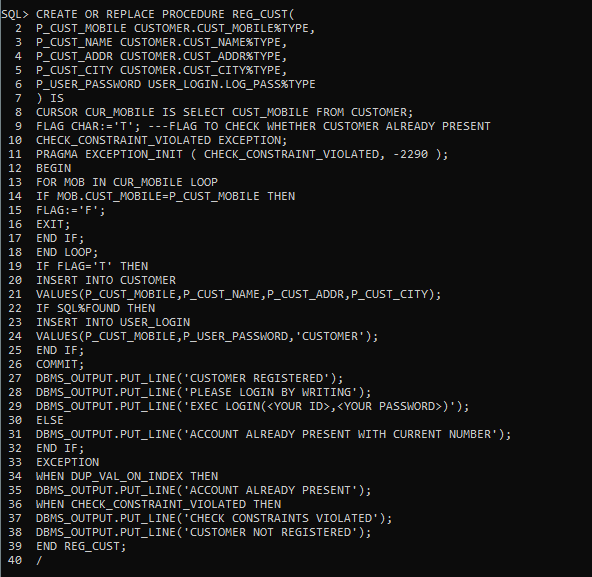 SQL> CREATE OR REPLACE PROCEDURE REG_CUST(
2 P_CUST_MOBILE CUSTOMER.CUST_MOBILE%TYPE,
3 P_CUST_NAME CUSTOMER.CUST_NAME%TYPE,
4 P_CUST_ADDR CUSTOMER.CUST_ADDR%TYPE,
5 P_CUST_CITY CUSTOMER.CUST_CITY%TYPE,
6 P_USER_PASSWORD USER_LOGIN.LOG_PASS%TYPE
7 ) IS
8 CURSOR CUR_MOBILE IS SELECT CUST_MOBILE FROM CUSTOMER;
9 FLAG CHAR:='T'; ---FLAG TO CHECK WHETHER CUSTOMER ALREADY PRESENT
10 CHECK_CONSTRAINT_VIOLATED EXCEPTION;
11 PRAGMA EXCEPTION_INIT ( CHECK_CONSTRAINT_VIOLATED, -2290 );
12 BEGIN
13 FOR MOB IN CUR_MOBILE LOOP
14 IF MOB.CUST_MOBILE=P_CUST_MOBILE THEN
15 FLAG:='F';
16 EXIT;
17 END IF;
18 END LOOP;
19 IF FLAG='T' THEN
20 INSERT INTO CUSTOMER
21 VALUES(P_CUST_MOBILE,P_CUST_NAME,P_CUST_ADDR,P_CUST_CITY);
22 IF SQL%FOUND THEN
23 INSERT INTO USER_LOGIN
24 VALUES(P_CUST_MOBILE,P_USER_PASSWORD,'CUSTOMER');
25 END IF;
26 COMMIT;
27 DBMS_OUTPUT.PUT_LINE('CUSTOMER REGISTERED');
28 DBMS_OUTPUT.PUT_LINE('PLEASE LOGIN BY WRITING');
29 DBMS_OUTPUT.PUT_LINE('EXEC LOGIN(<YOUR ID>,<YOUR PASSWORD>)');
30 ELSE
31 DBMS_OUTPUT.PUT_LINE('ACCOUNT ALREADY PRESENT WITH CURRENT NUMBER');
32 END IF;
33 EXCEPTION
34 WHEN DUP_VAL_ON_INDEX THEN
35 DBMS_OUTPUT.PUT_LINE('ACCOUNT ALREADY PRESENT');
36 WHEN CHECK_CONSTRAINT_VIOLATED THEN
37 DBMS_OUTPUT.PUT_LINE('CHECK CONSTRAINTS VIOLATED');
38 DBMS_OUTPUT.PUT_LINE('CUSTOMER NOT REGISTERED');
39 END REG_CUST;
40 /